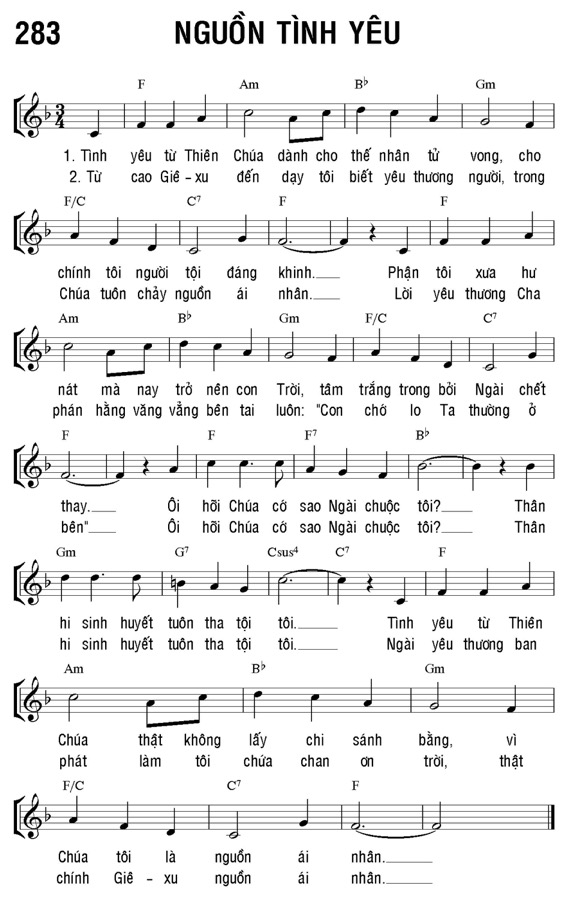 283 NGUỒN TÌNH YÊU
F Am B♭ Gm
1. Tình yêu từ Thiên Chúa dành cho thế nhân tử vong, cho
2. Từ cao Giê-xu đến dạy tôi biết yêu thương người, trong
F/C C7 F F
chính tôi người tội đáng khinh.___ Phận tôi xưa hư
Chúa tuôn chảy nguồn ái nhân.___ Lời yêu thương Cha
Am B♭ Gm F/C C7
nát mà nay trở nên con Trời, tâm trắng trong bởi Ngài chết
phán hằng văng vẳng bên tai luôn: "Con chớ lo Ta thường ở
F F F7 B♭
thay.___ Ôi hỡi Chúa cớ sao Ngài chuộc tôi?___ Thân
bên"___ Ôi hỡi Chúa cớ sao Ngài chuộc tôi?___ Thân
Gm G7 Csus4 C7 F
hi sinh huyết tuôn tha tội tôi.___ Tình yêu từ Thiên
hi sinh huyết tuôn tha tội tôi.___ Ngài yêu thương ban
Am B♭ Gm
Chúa thật không lấy chi sánh bằng, vì
phát làm tôi chứa chan ơn trời, thật
F/C C7 F
Chúa tôi là nguồn ái nhân.___
chính Giê-xu nguồn ái nhân.___